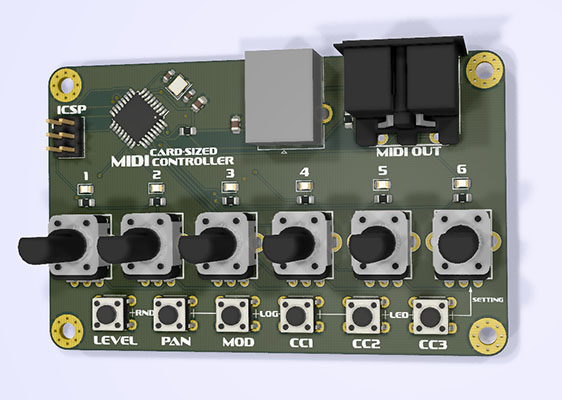 ICSP
CARD-SIZED
MIDI CONTROLLER
MIDI OUT
1 2 3 4 5 6
SETTING
RND LOG LED
LEVEL PAN MOD CC1 CC2 CC3